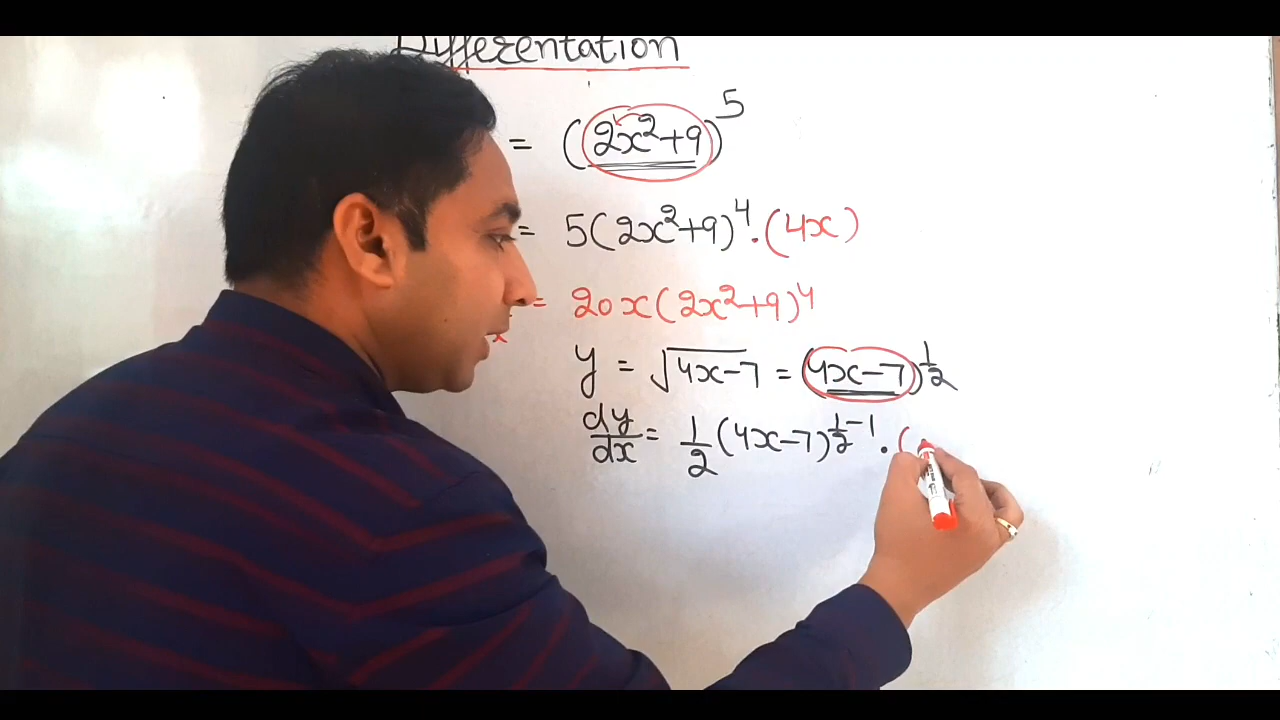 Differentation
= (2x²+9)⁵
= 5(2x²+9)⁴.(4x)
= 20x(2x²+9)⁴
x
y = √4x-7 = (4x-7)^1/2
dy/dx = 1/2(4x-7)^1/2-1.(